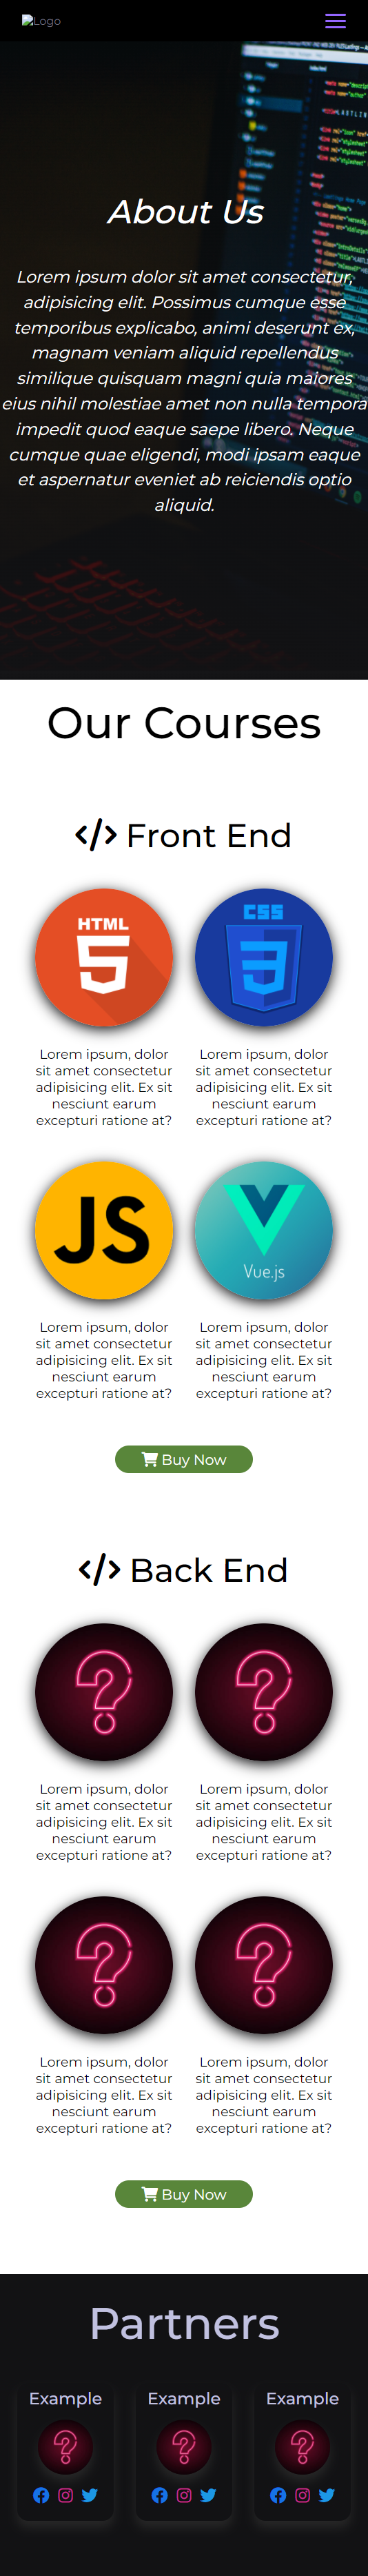 Logo
About Us
Lorem ipsum dolor sit amet consectetur,
adipisicing elit. Possimus cumque esse
temporibus explicabo, animi deserunt ex,
magnam veniam aliquid repellendus
similique quisquam magni quia maiores
eius nihil molestiae amet non nulla tempora
impedit quod eaque saepe libero. Neque
cumque quae eligendi, modi ipsam eaque
et aspernatur eveniet ab reiciendis optio
aliquid.
Our Courses
</> Front End
HTML
5
CSS
3
Lorem ipsum, dolor
sit amet consectetur
adipisicing elit. Ex sit
nesciunt earum
excepturi ratione at?
Lorem ipsum, dolor
sit amet consectetur
adipisicing elit. Ex sit
nesciunt earum
excepturi ratione at?
JS
Vue.js
Lorem ipsum, dolor
sit amet consectetur
adipisicing elit. Ex sit
nesciunt earum
excepturi ratione at?
Lorem ipsum, dolor
sit amet consectetur
adipisicing elit. Ex sit
nesciunt earum
excepturi ratione at?
Buy Now
</> Back End
?
?
Lorem ipsum, dolor
sit amet consectetur
adipisicing elit. Ex sit
nesciunt earum
excepturi ratione at?
Lorem ipsum, dolor
sit amet consectetur
adipisicing elit. Ex sit
nesciunt earum
excepturi ratione at?
?
?
Lorem ipsum, dolor
sit amet consectetur
adipisicing elit. Ex sit
nesciunt earum
excepturi ratione at?
Lorem ipsum, dolor
sit amet consectetur
adipisicing elit. Ex sit
nesciunt earum
excepturi ratione at?
Buy Now
Partners
Example
Example
Example
?
?
?